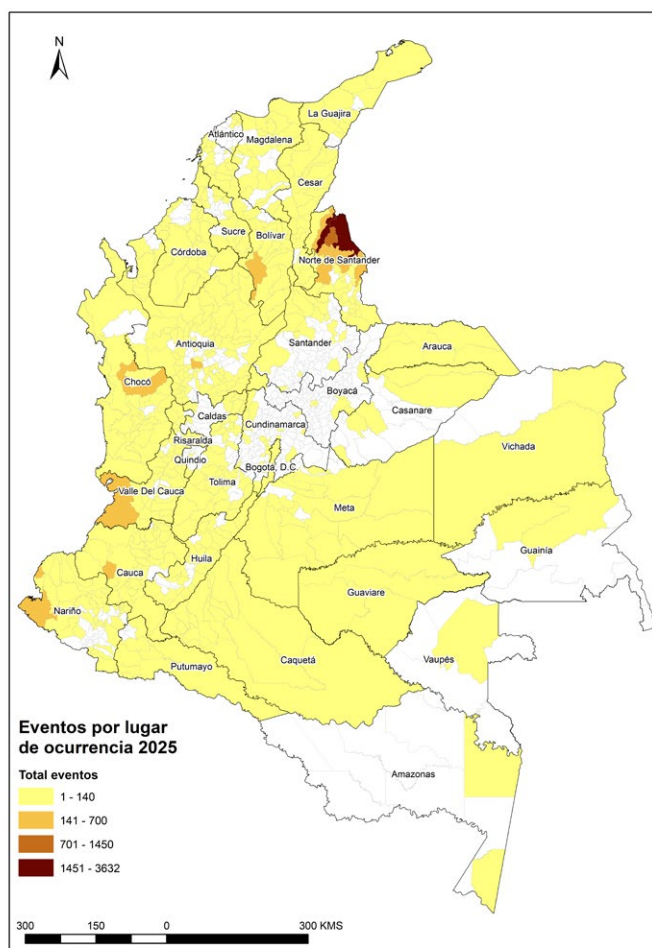 N
La Guajira
Atlántico
Magdalena
Cesar
Sucre
Bolívar
Córdoba
Norte de Santander
Antioquia
Santander
Arauca
Chocó
Boyacá
Caldas
Casanare
Cundinamarca
Risaralda
Vichada
Quindio
Bogotá, D.C.
Valle Del Cauca
Tolima
Meta
Guainía
Huila
Cauca
Guaviare
Nariño
Caquetá
Vaupés
Putumayo
Amazonas
Eventos por lugar
de ocurrencia 2025
Total eventos
1 - 140
141 - 700
701 - 1450
1451 - 3632
300 150 0 300 KMS